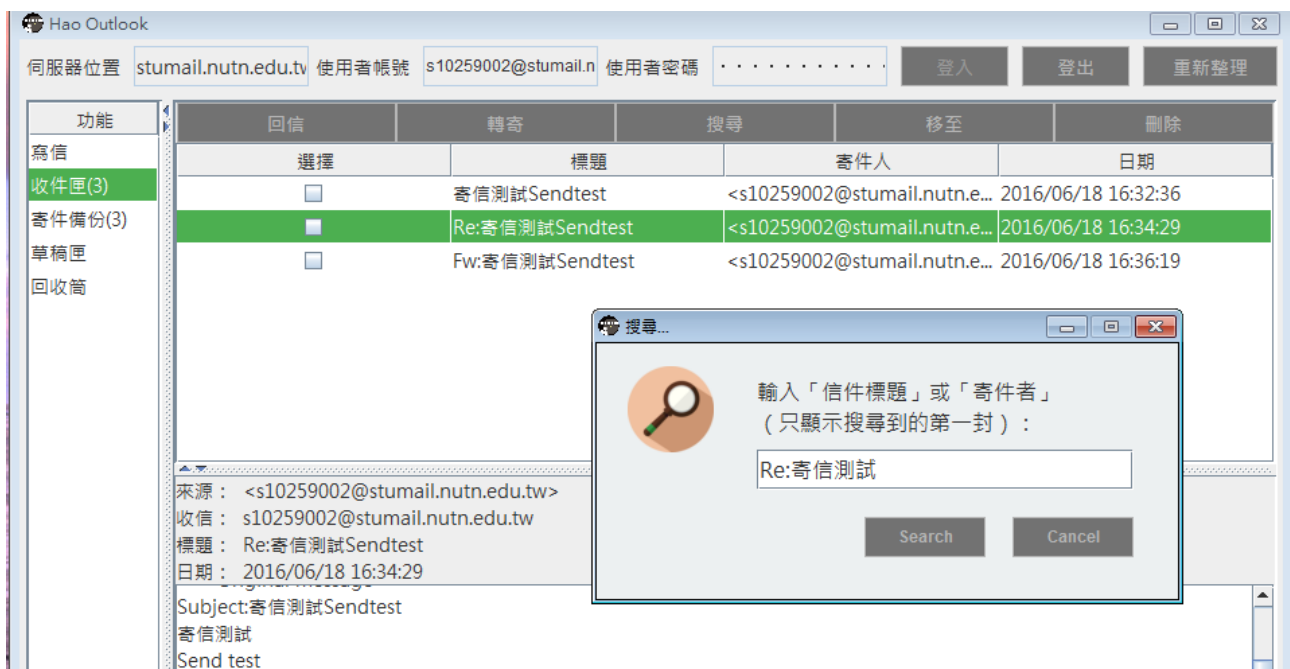 Hao Outlook
伺服器位置 stumail.nutn.edu.tv 使用者帳號 s10259002@stumail.n 使用者密碼 ············ 登入 登出 重新整理
功能
寫信
收件匣(3)
寄件備份(3)
草稿匣
回收筒
回信 轉寄 搜尋 移至 刪除
選擇 標題 寄件人 日期
寄信測試Sendtest <s10259002@stumail.nutn.e... 2016/06/18 16:32:36
Re:寄信測試Sendtest <s10259002@stumail.nutn.e... 2016/06/18 16:34:29
Fw:寄信測試Sendtest <s10259002@stumail.nutn.e... 2016/06/18 16:36:19
搜尋...
輸入「信件標題」或「寄件者」
（只顯示搜尋到的第一封）：
Re:寄信測試
Search Cancel
來源： <s10259002@stumail.nutn.edu.tw>
收信： s10259002@stumail.nutn.edu.tw
標題： Re:寄信測試Sendtest
日期： 2016/06/18 16:34:29
Subject:寄信測試Sendtest
寄信測試
Send test